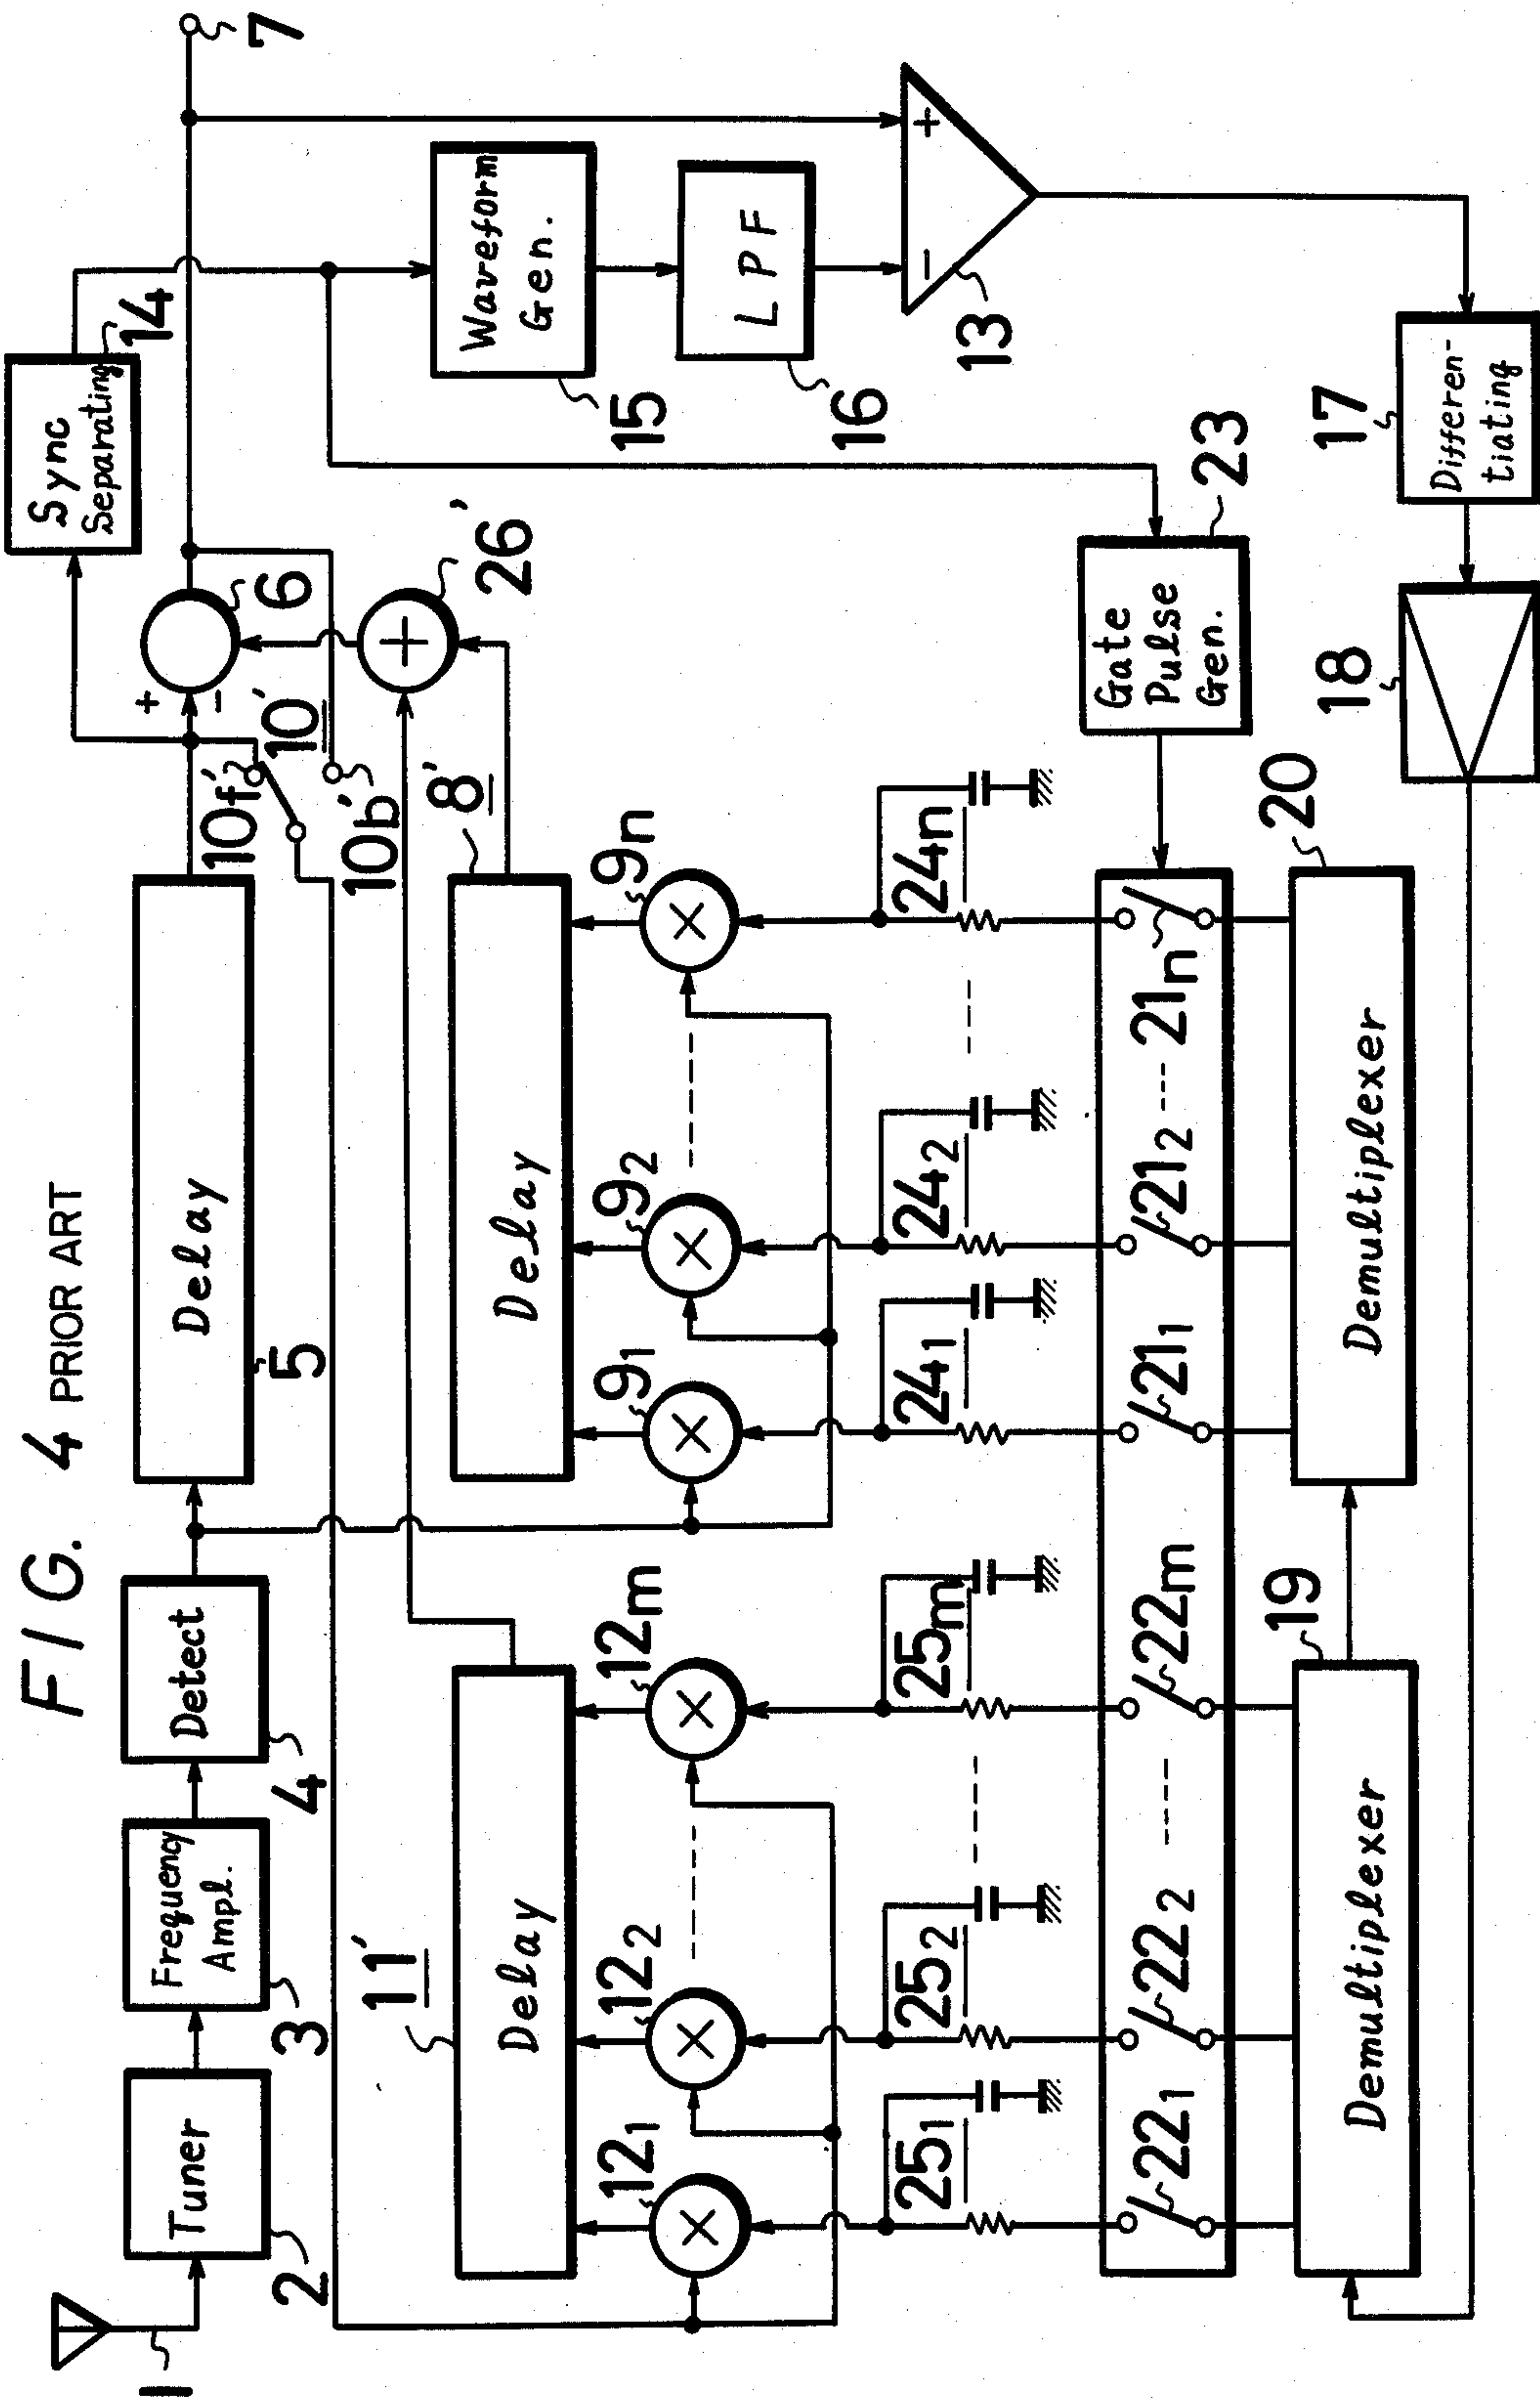 FIG. 4 PRIOR ART
1
2
Tuner
3
Frequency
Ampl.
4
Detect
5
Delay
+
−
6
7
Sync
Separating
14
10f'
10'
10b'
26'
+
Waveform
Gen.
15
LPF
16
+
−
13
11'
Delay
8'
Delay
12₁
×
12₂
×
12m
×
9₁
×
9₂
×
9n
×
25₁
25₂
25m
24₁
24₂
24n
22₁
22₂
22m
21₁
21₂
21n
Gate
Pulse
Gen.
23
Demultiplexer
19
Demultiplexer
20
18
Differen-
tiating
17